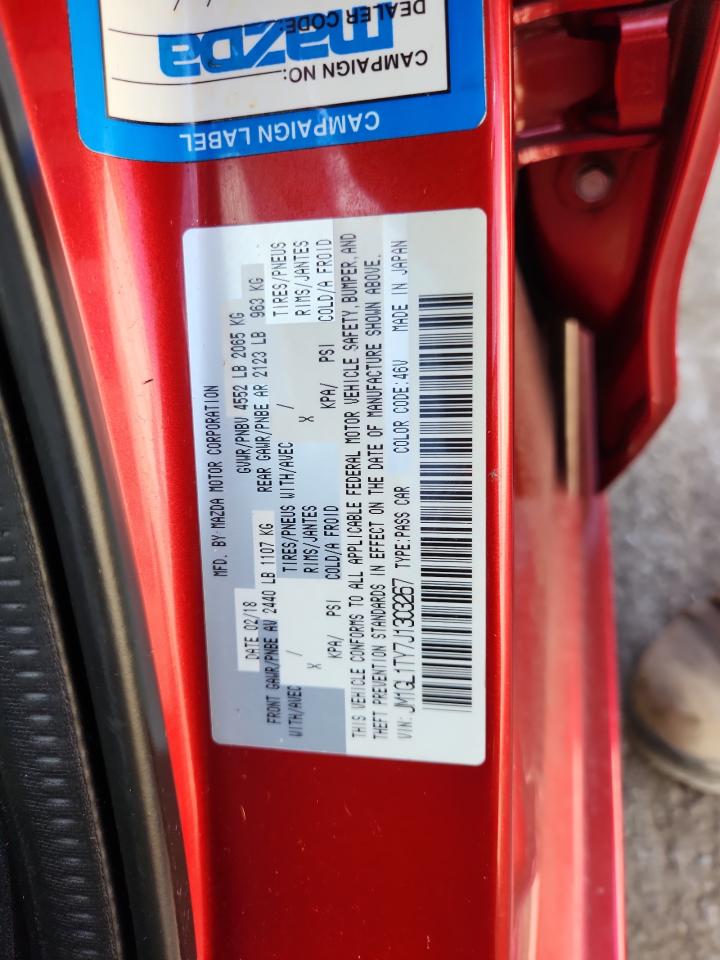 CAMPAIGN LABEL
CAMPAIGN NO:
mazda
DEALER CODE:
MFD. BY MAZDA MOTOR CORPORATION
DATE 02/18 GVWR/PNBV 4552 LB 2065 KG
FRONT GAWR/PNBE AV 2440 LB 1107 KG REAR GAWR/PNBE AR 2123 LB 963 KG
WITH/AVEC / TIRES/PNEUS WITH/AVEC / TIRES/PNEUS
X RIMS/JANTES X RIMS/JANTES
KPA/ PSI COLD/A FROID KPA/ PSI COLD/A FROID
THIS VEHICLE CONFORMS TO ALL APPLICABLE FEDERAL MOTOR VEHICLE SAFETY, BUMPER, AND
THEFT PREVENTION STANDARDS IN EFFECT ON THE DATE OF MANUFACTURE SHOWN ABOVE.
VIN: JM1GL1TV7J1303267 TYPE:PASS CAR COLOR CODE:46V MADE IN JAPAN